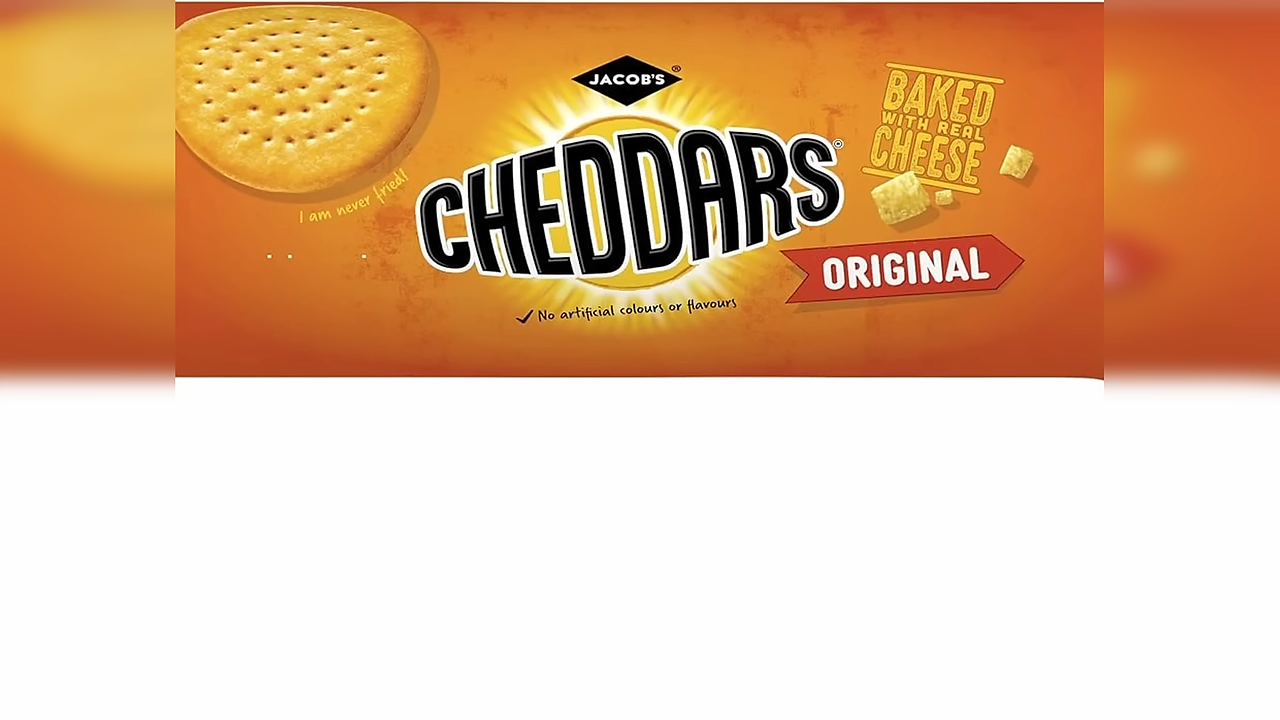 JACOB'S®
CHEDDARS©
BAKED
WITH REAL
CHEESE
I am never fried!
ORIGINAL
✓ No artificial colours or flavours